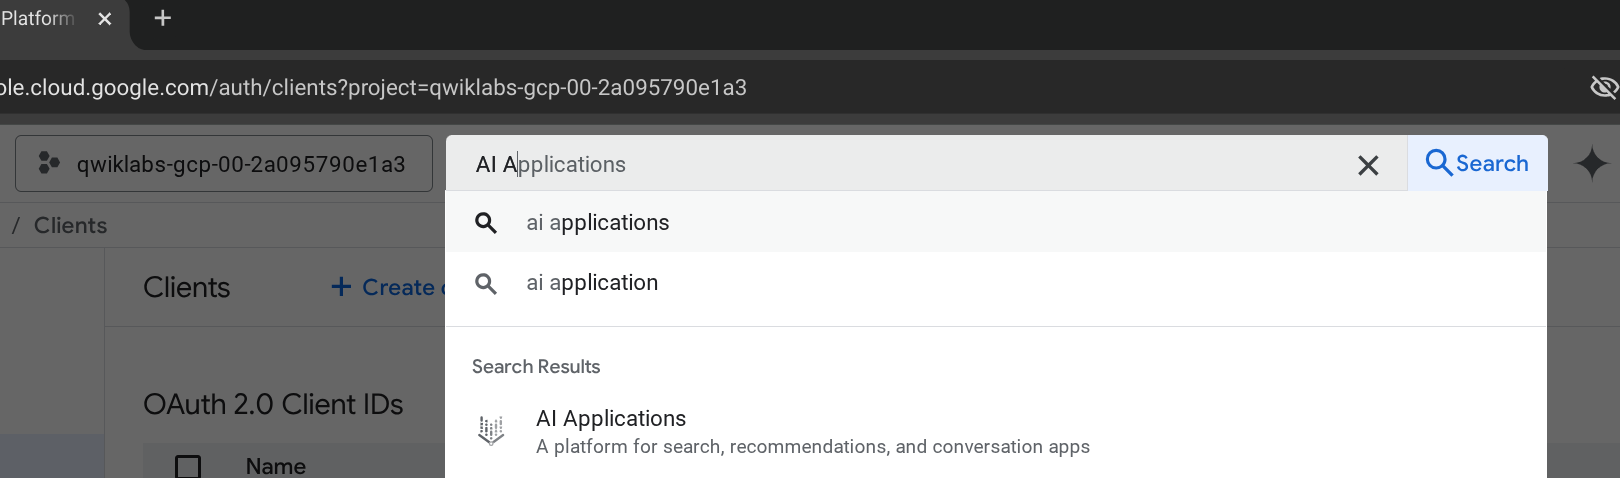 Platform
ole.cloud.google.com/auth/clients?project=qwiklabs-gcp-00-2a095790e1a3
qwiklabs-gcp-00-2a095790e1a3
AI Applications
Search
/ Clients
ai applications
Clients
+ Create
ai application
Search Results
OAuth 2.0 Client IDs
AI Applications
A platform for search, recommendations, and conversation apps
Name